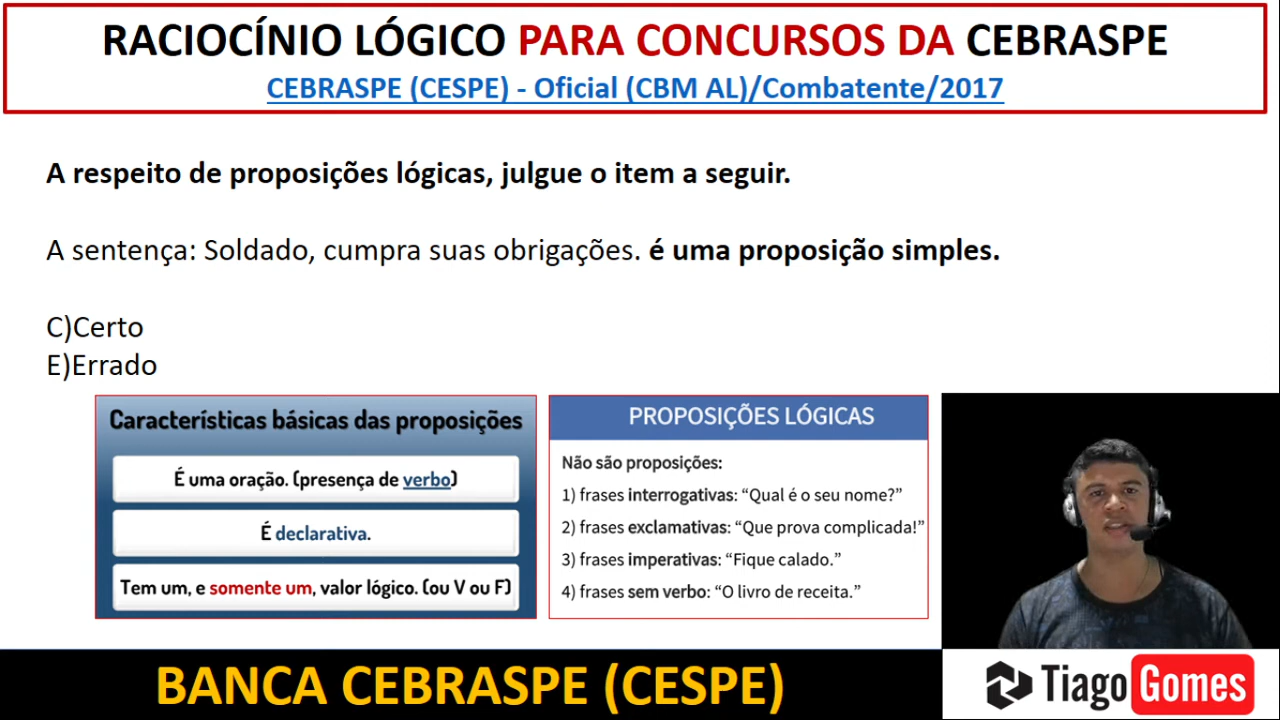 RACIOCÍNIO LÓGICO PARA CONCURSOS DA CEBRASPE
CEBRASPE (CESPE) - Oficial (CBM AL)/Combatente/2017
A respeito de proposições lógicas, julgue o item a seguir.
A sentença: Soldado, cumpra suas obrigações. é uma proposição simples.
C)Certo
E)Errado
Características básicas das proposições
É uma oração. (presença de verbo)
É declarativa.
Tem um, e somente um, valor lógico. (ou V ou F)
PROPOSIÇÕES LÓGICAS
Não são proposições:
1) frases interrogativas: “Qual é o seu nome?”
2) frases exclamativas: “Que prova complicada!”
3) frases imperativas: “Fique calado.”
4) frases sem verbo: “O livro de receita.”
BANCA CEBRASPE (CESPE)
Tiago Gomes